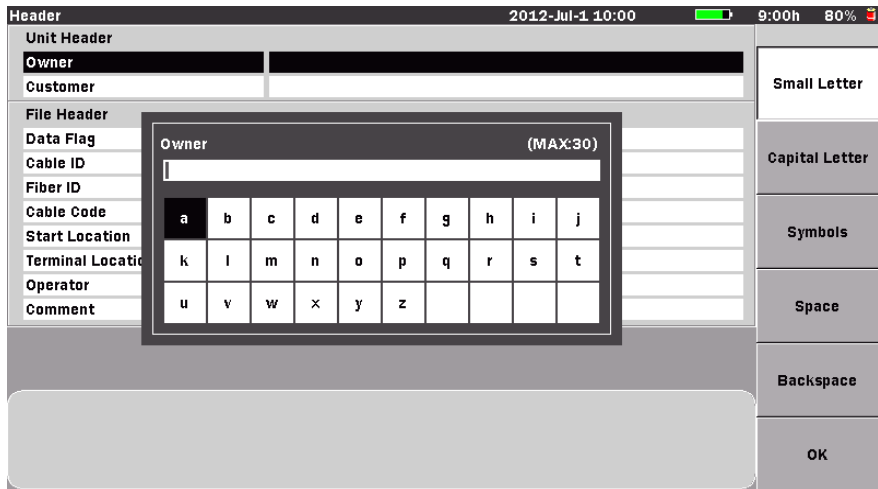 Header 2012-Jul-1 10:00 9:00h 80%
Unit Header
Owner
Customer
File Header
Data Flag
Cable ID
Fiber ID
Cable Code
Start Location
Terminal Locatio
Operator
Comment
Owner (MAX:30)
a b c d e f g h i j
k l m n o p q r s t
u v w x y z
Small Letter
Capital Letter
Symbols
Space
Backspace
OK